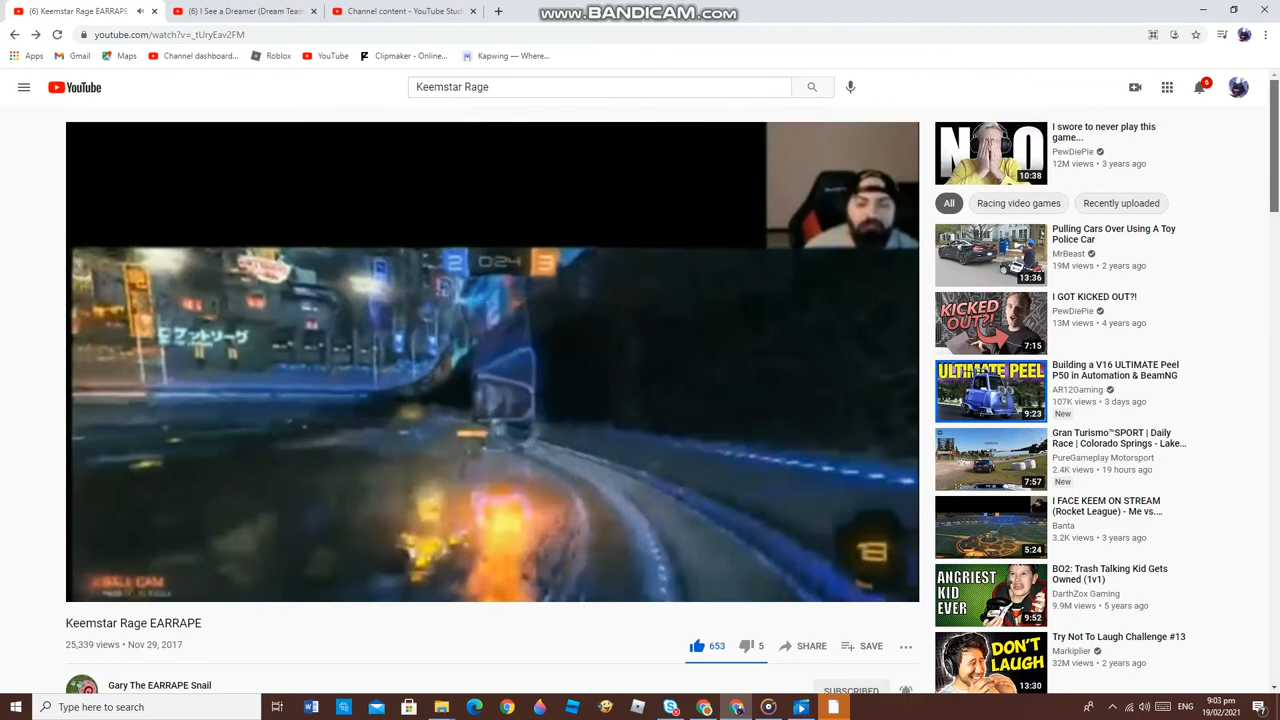 www.BANDICAM.com
(6) Keemstar Rage EARRAPE
(6) I See a Dreamer (Dream Team
Channel content - YouTube Studi
youtube.com/watch?v=_tUryEav2FM
Apps
Gmail
Maps
Channel dashboard...
Roblox
YouTube
Clipmaker - Online...
Kapwing — Where...
YouTube
Keemstar Rage
6
2 0:24 3
BALL CAM
Keemstar Rage EARRAPE
25,339 views • Nov 29, 2017
653
5
SHARE
SAVE
Gary The EARRAPE Snail
SUBSCRIBED
NO
10:38
I swore to never play this
game...
PewDiePie
12M views • 3 years ago
All
Racing video games
Recently uploaded
13:36
Pulling Cars Over Using A Toy
Police Car
MrBeast
19M views • 2 years ago
KICKED
OUT?!
7:15
I GOT KICKED OUT?!
PewDiePie
13M views • 4 years ago
ULTIMATE PEEL
9:23
Building a V16 ULTIMATE Peel
P50 in Automation & BeamNG
AR12Gaming
107K views • 3 days ago
New
7:57
Gran Turismo™SPORT | Daily
Race | Colorado Springs - Lake...
PureGameplay Motorsport
2.4K views • 19 hours ago
New
5:24
I FACE KEEM ON STREAM
(Rocket League) - Me vs....
Banta
3.2K views • 3 years ago
ANGRIEST
KID
EVER
9:52
BO2: Trash Talking Kid Gets
Owned (1v1)
DarthZox Gaming
9.9M views • 5 years ago
DON'T
LAUGH
13:30
Try Not To Laugh Challenge #13
Markiplier
32M views • 2 years ago
Type here to search
ENG
9:03 pm
19/02/2021